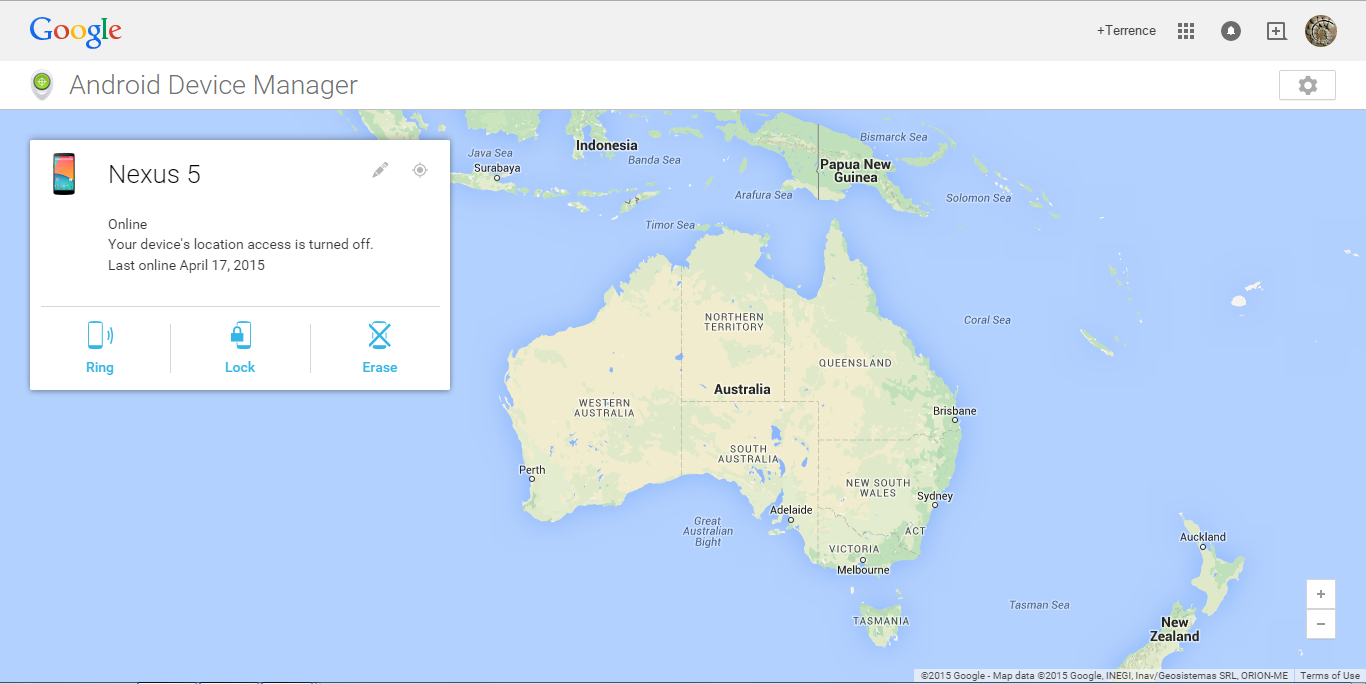 Google
+Terrence
Android Device Manager
Nexus 5
Online
Your device's location access is turned off.
Last online April 17, 2015
Ring
Lock
Erase
Java Sea
Surabaya
Indonesia
Banda Sea
Bismarck Sea
Papua New
Guinea
Arafura Sea
Solomon Sea
Timor Sea
NORTHERN
TERRITORY
Coral Sea
QUEENSLAND
Australia
WESTERN
AUSTRALIA
Brisbane
SOUTH
AUSTRALIA
Perth
NEW SOUTH
WALES
Sydney
Adelaide
Great
Australian
Bight
ACT
Auckland
VICTORIA
Melbourne
Tasman Sea
TASMANIA
New
Zealand
+
−
©2015 Google - Map data ©2015 Google, INEGI, Inav/Geosistemas SRL, ORION-ME
Terms of Use